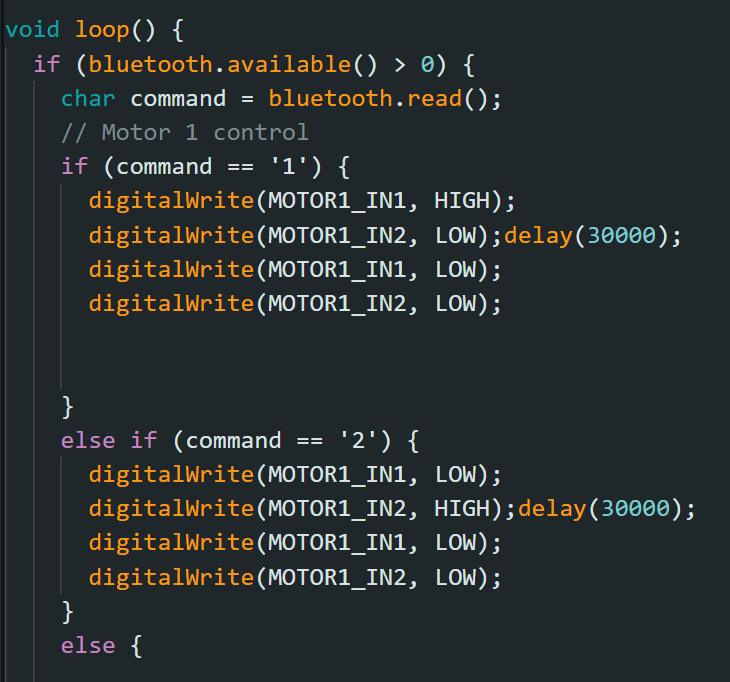 void loop() {
  if (bluetooth.available() > 0) {
    char command = bluetooth.read();
    // Motor 1 control
    if (command == '1') {
      digitalWrite(MOTOR1_IN1, HIGH);
      digitalWrite(MOTOR1_IN2, LOW);delay(30000);
      digitalWrite(MOTOR1_IN1, LOW);
      digitalWrite(MOTOR1_IN2, LOW);
    }
    else if (command == '2') {
      digitalWrite(MOTOR1_IN1, LOW);
      digitalWrite(MOTOR1_IN2, HIGH);delay(30000);
      digitalWrite(MOTOR1_IN1, LOW);
      digitalWrite(MOTOR1_IN2, LOW);
    }
    else {